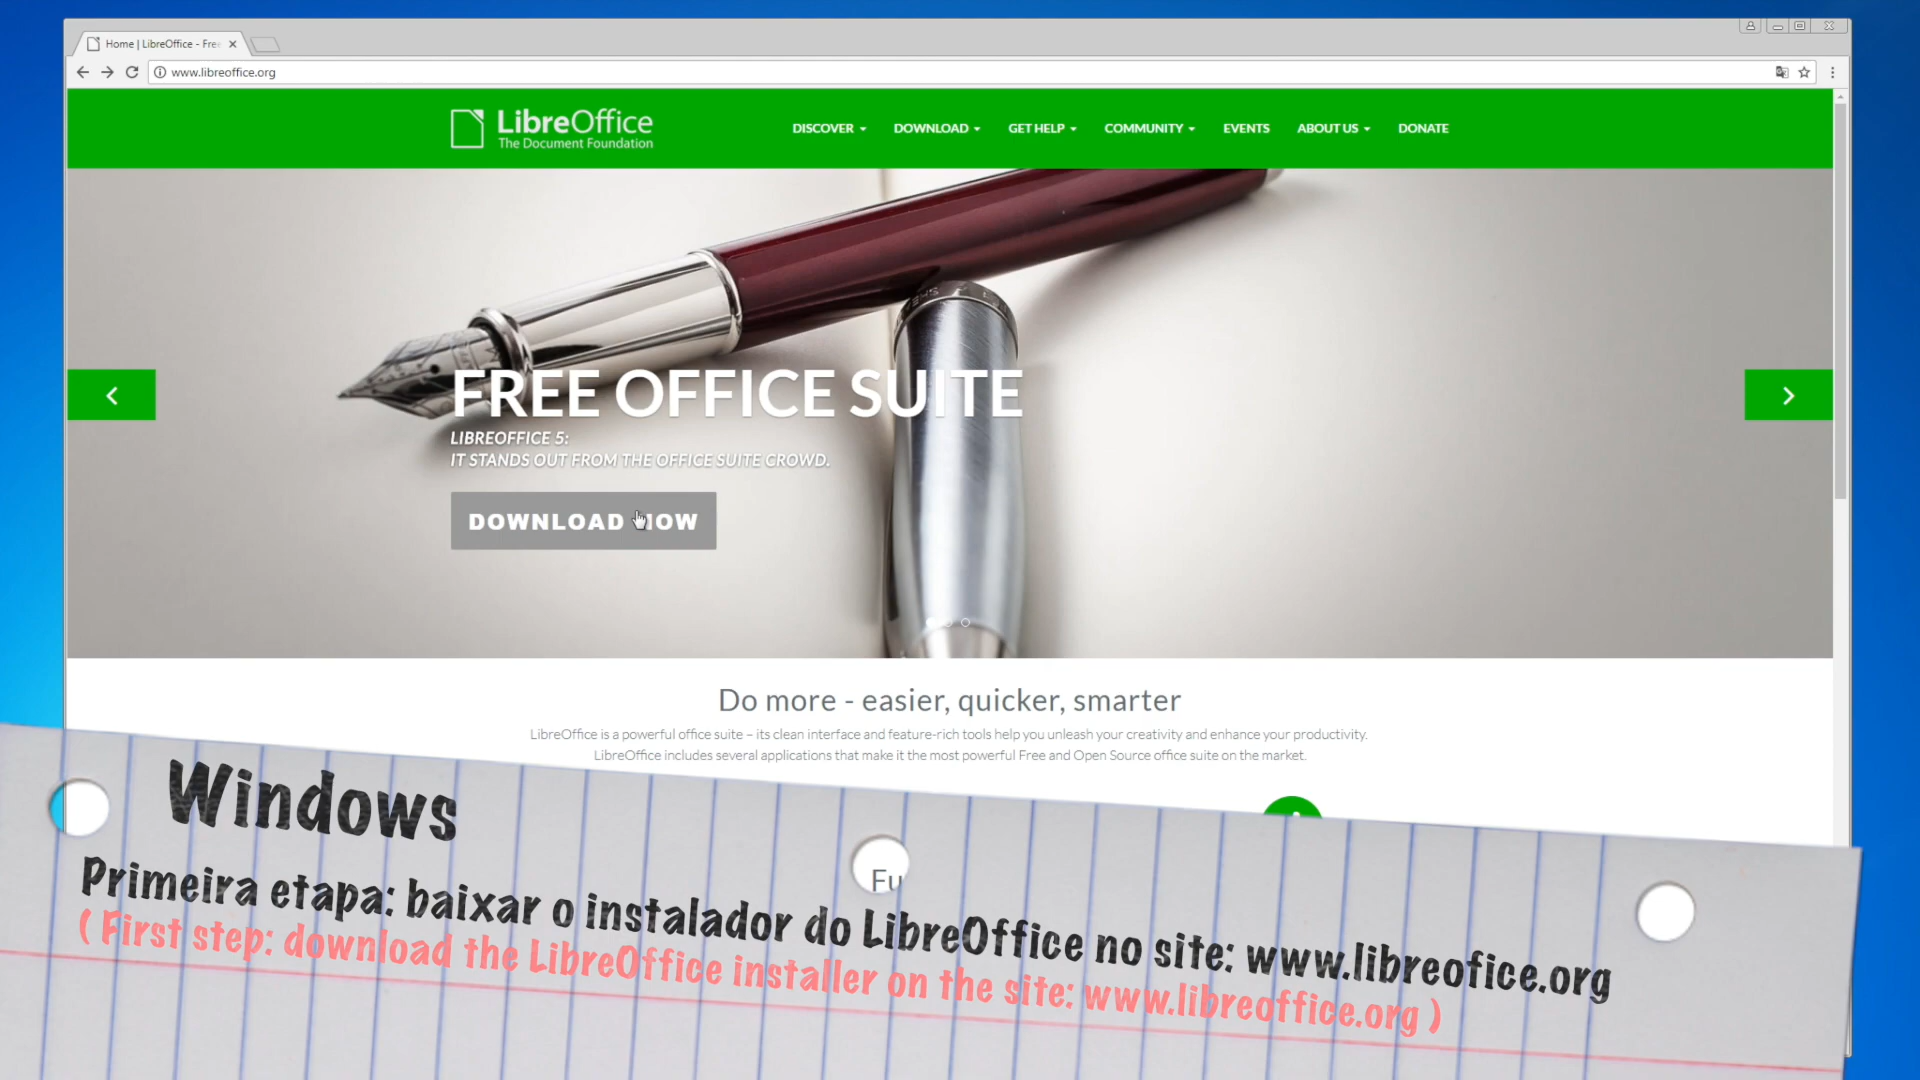 Home | LibreOffice - Free
www.libreoffice.org
LibreOffice
The Document Foundation
DISCOVER
DOWNLOAD
GET HELP
COMMUNITY
EVENTS
ABOUT US
DONATE
FREE OFFICE SUITE
LIBREOFFICE 5:
IT STANDS OUT FROM THE OFFICE SUITE CROWD.
DOWNLOAD NOW
Do more - easier, quicker, smarter
LibreOffice is a powerful office suite – its clean interface and feature-rich tools help you unleash your creativity and enhance your productivity.
LibreOffice includes several applications that make it the most powerful Free and Open Source office suite on the market.
Fu
Windows
Primeira etapa: baixar o instalador do LibreOffice no site: www.libreofice.org
( First step: download the LibreOffice installer on the site: www.libreoffice.org )